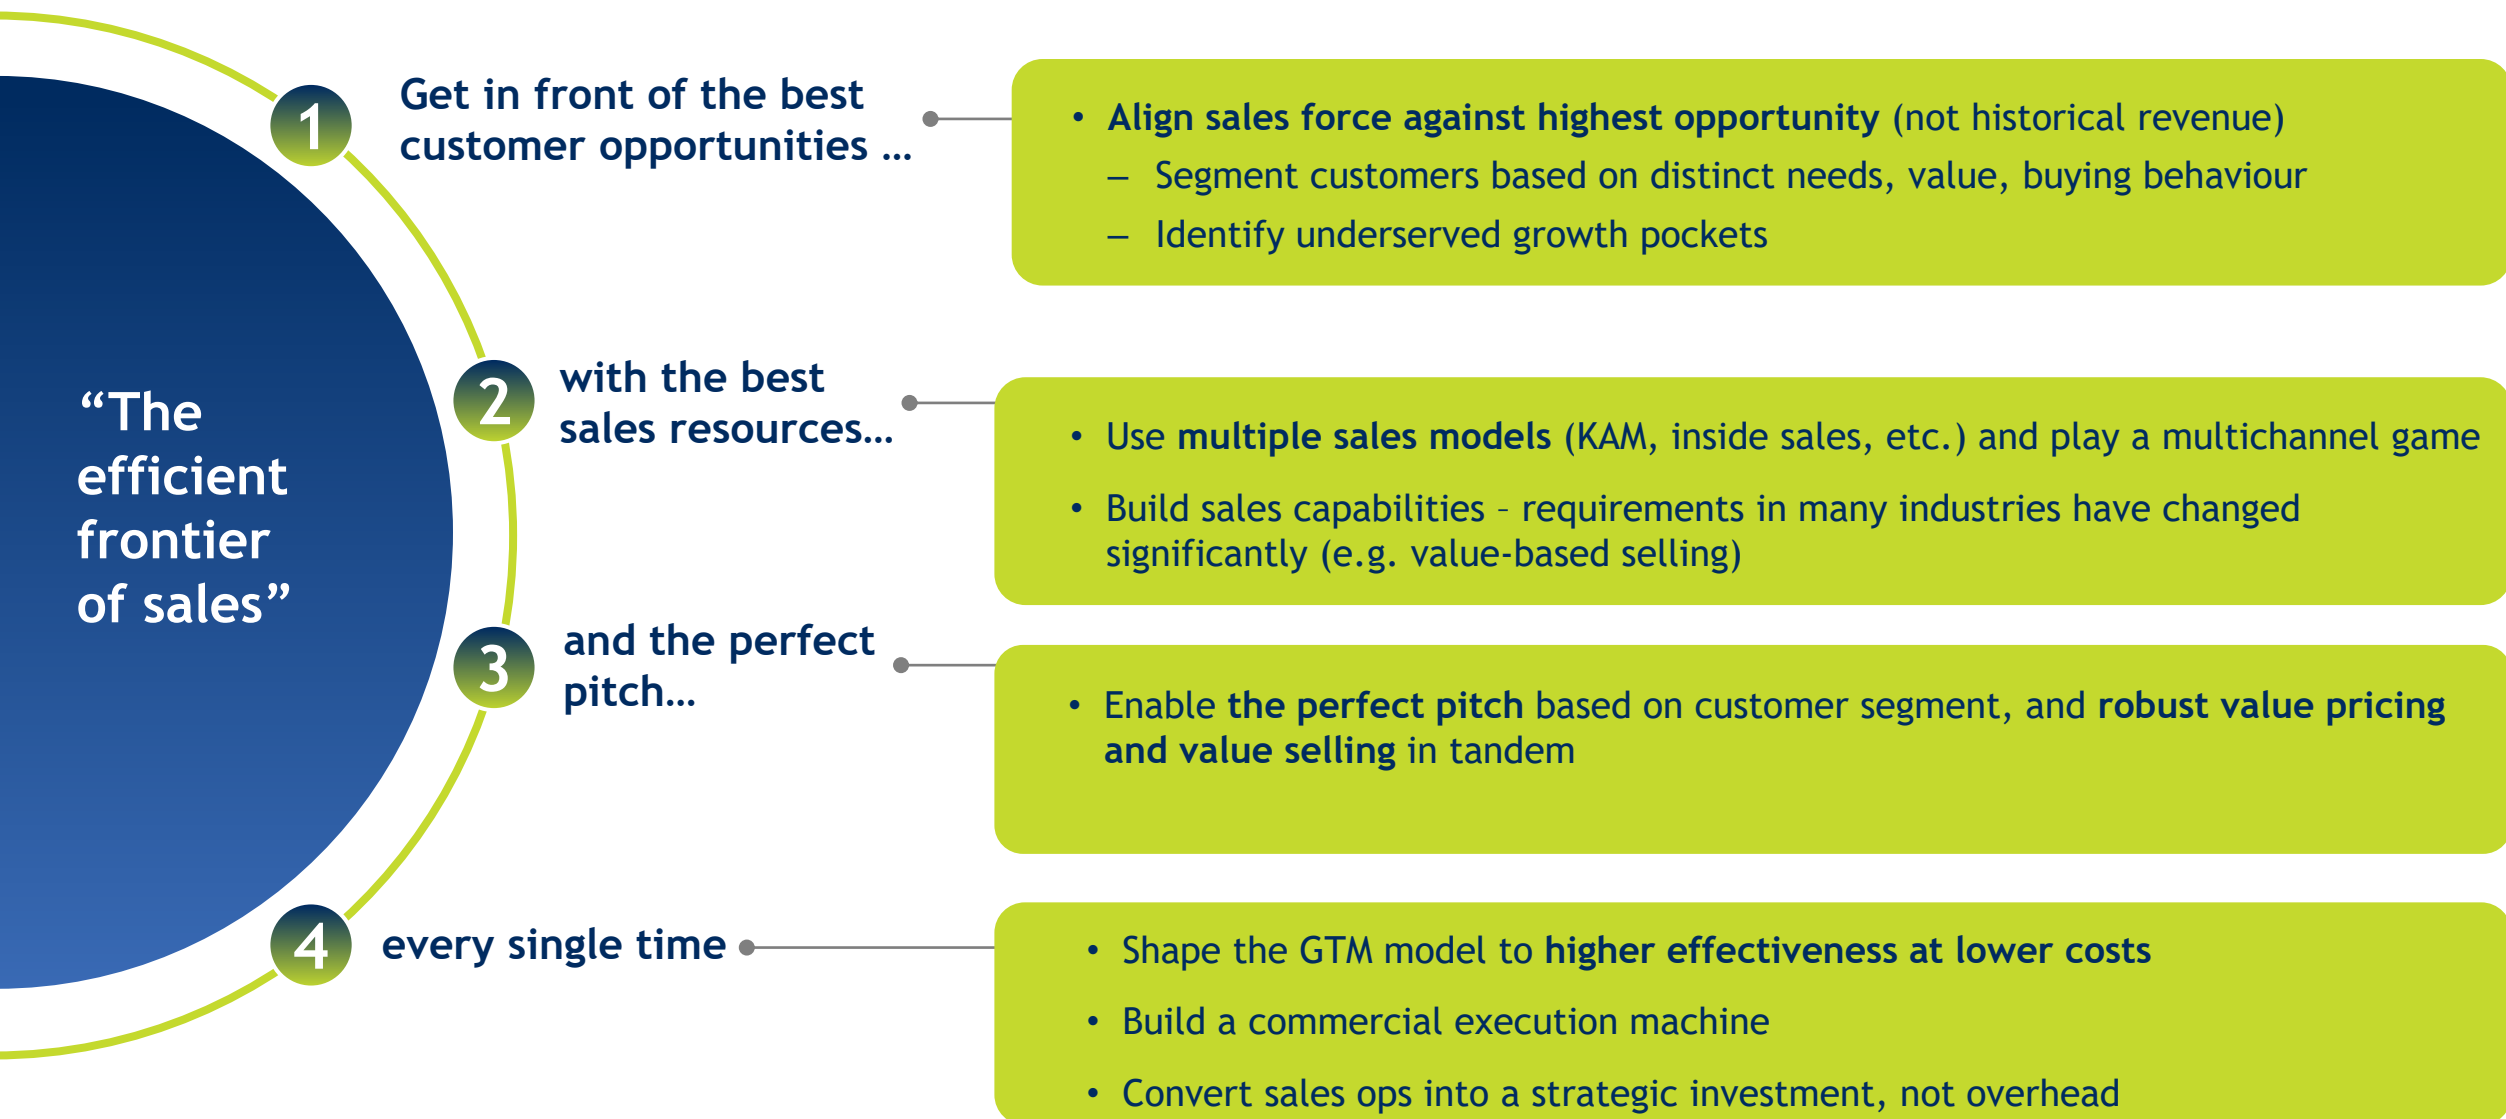 “The
efficient
frontier
of sales”
1
Get in front of the best
customer opportunities …
• Align sales force against highest opportunity (not historical revenue)
– Segment customers based on distinct needs, value, buying behaviour
– Identify underserved growth pockets
2
with the best
sales resources…
• Use multiple sales models (KAM, inside sales, etc.) and play a multichannel game
• Build sales capabilities – requirements in many industries have changed
significantly (e.g. value-based selling)
3
and the perfect
pitch…
• Enable the perfect pitch based on customer segment, and robust value pricing
and value selling in tandem
4
every single time
• Shape the GTM model to higher effectiveness at lower costs
• Build a commercial execution machine
• Convert sales ops into a strategic investment, not overhead